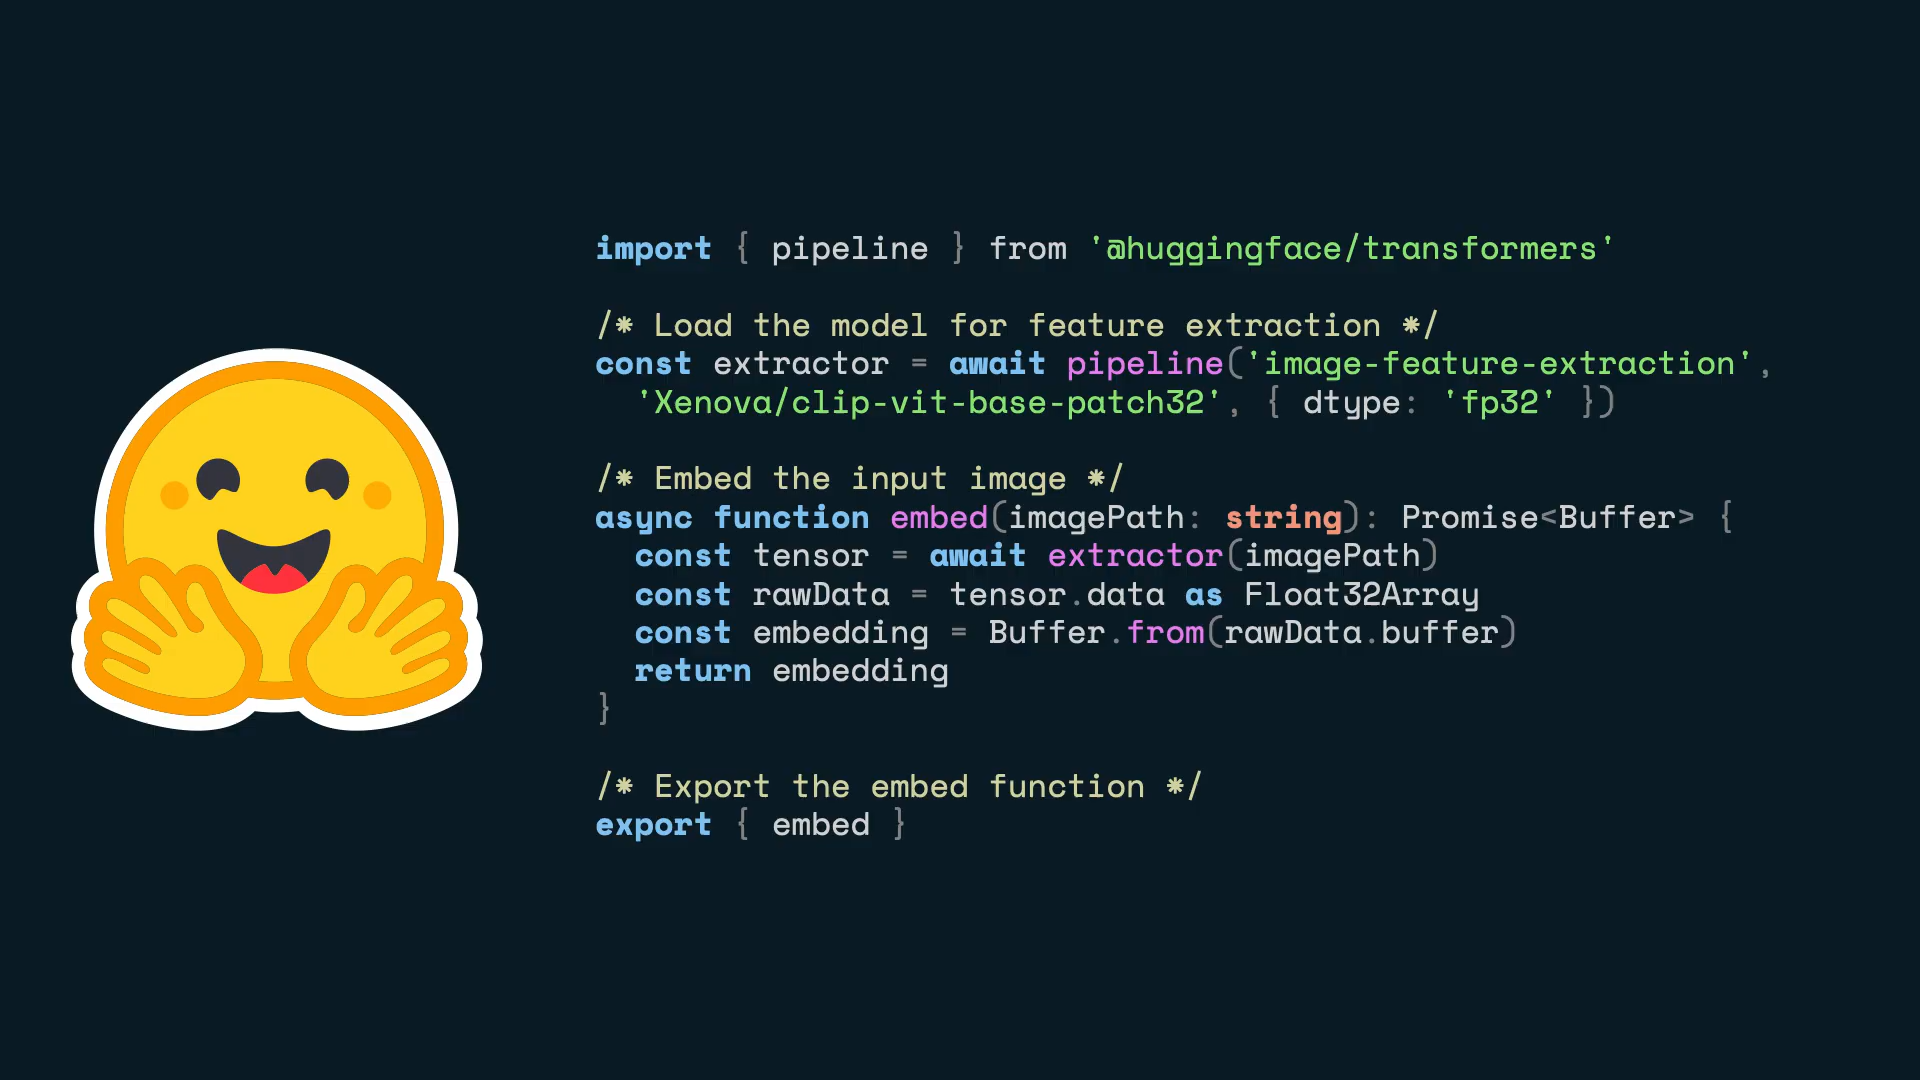 import { pipeline } from '@huggingface/transformers'
/* Load the model for feature extraction */
const extractor = await pipeline('image-feature-extraction',
  'Xenova/clip-vit-base-patch32', { dtype: 'fp32' })
/* Embed the input image */
async function embed(imagePath: string): Promise<Buffer> {
  const tensor = await extractor(imagePath)
  const rawData = tensor.data as Float32Array
  const embedding = Buffer.from(rawData.buffer)
  return embedding
}
/* Export the embed function */
export { embed }